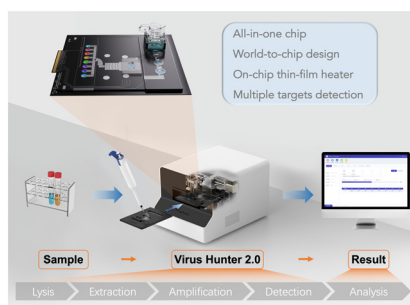 All-in-one chip
World-to-chip design
On-chip thin-film heater
Multiple targets detection
Sample
Virus Hunter 2.0
Result
Lysis
Extraction
Amplification
Detection
Analysis